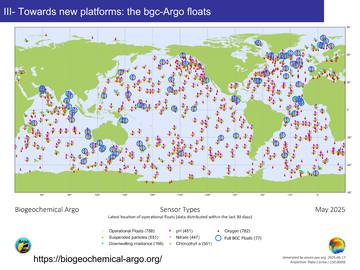 III- Towards new platforms: the bgc-Argo floats
Biogeochemical Argo
Sensor Types
May 2025
Latest location of operational floats (data distributed within the last 30 days)
Operational Floats (788)
Suspended particles (551)
Downwelling irradiance (166)
pH (451)
Nitrate (447)
Chlorophyll a (561)
Oxygen (782)
Full BGC Floats (77)
https://biogeochemical-argo.org/